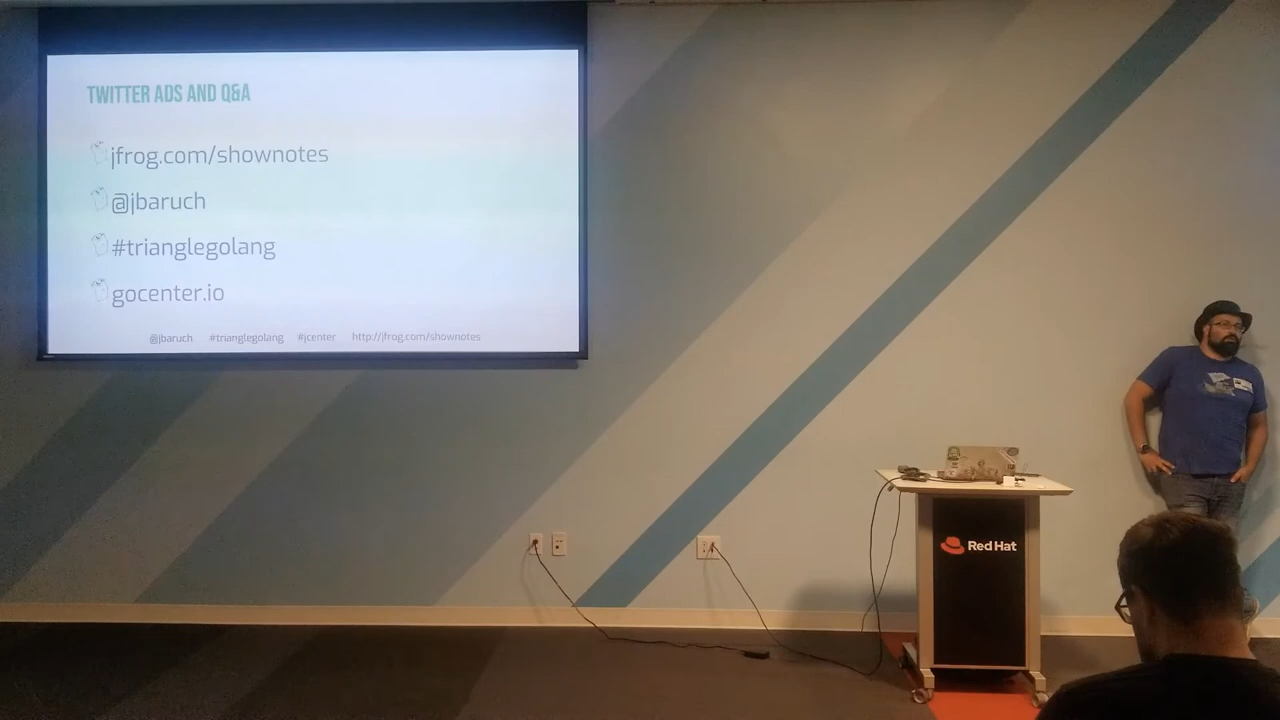 TWITTER ADS AND Q&A
jfrog.com/shownotes
@jbaruch
#trianglegolang
gocenter.io
@jbaruch #trianglegolang #jcenter http://jfrog.com/shownotes
Red Hat